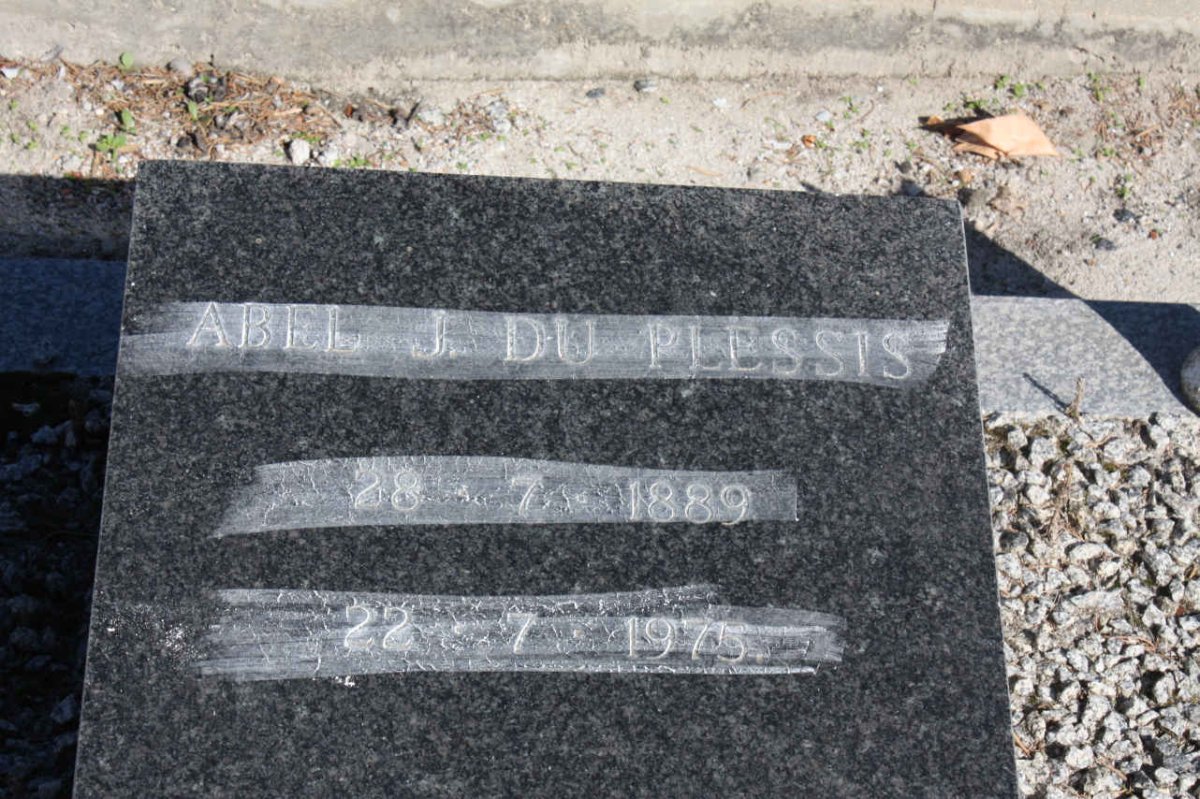 ABEL J. DU PLESSIS
28 · 7 · 1889
22 · 7 · 1975.